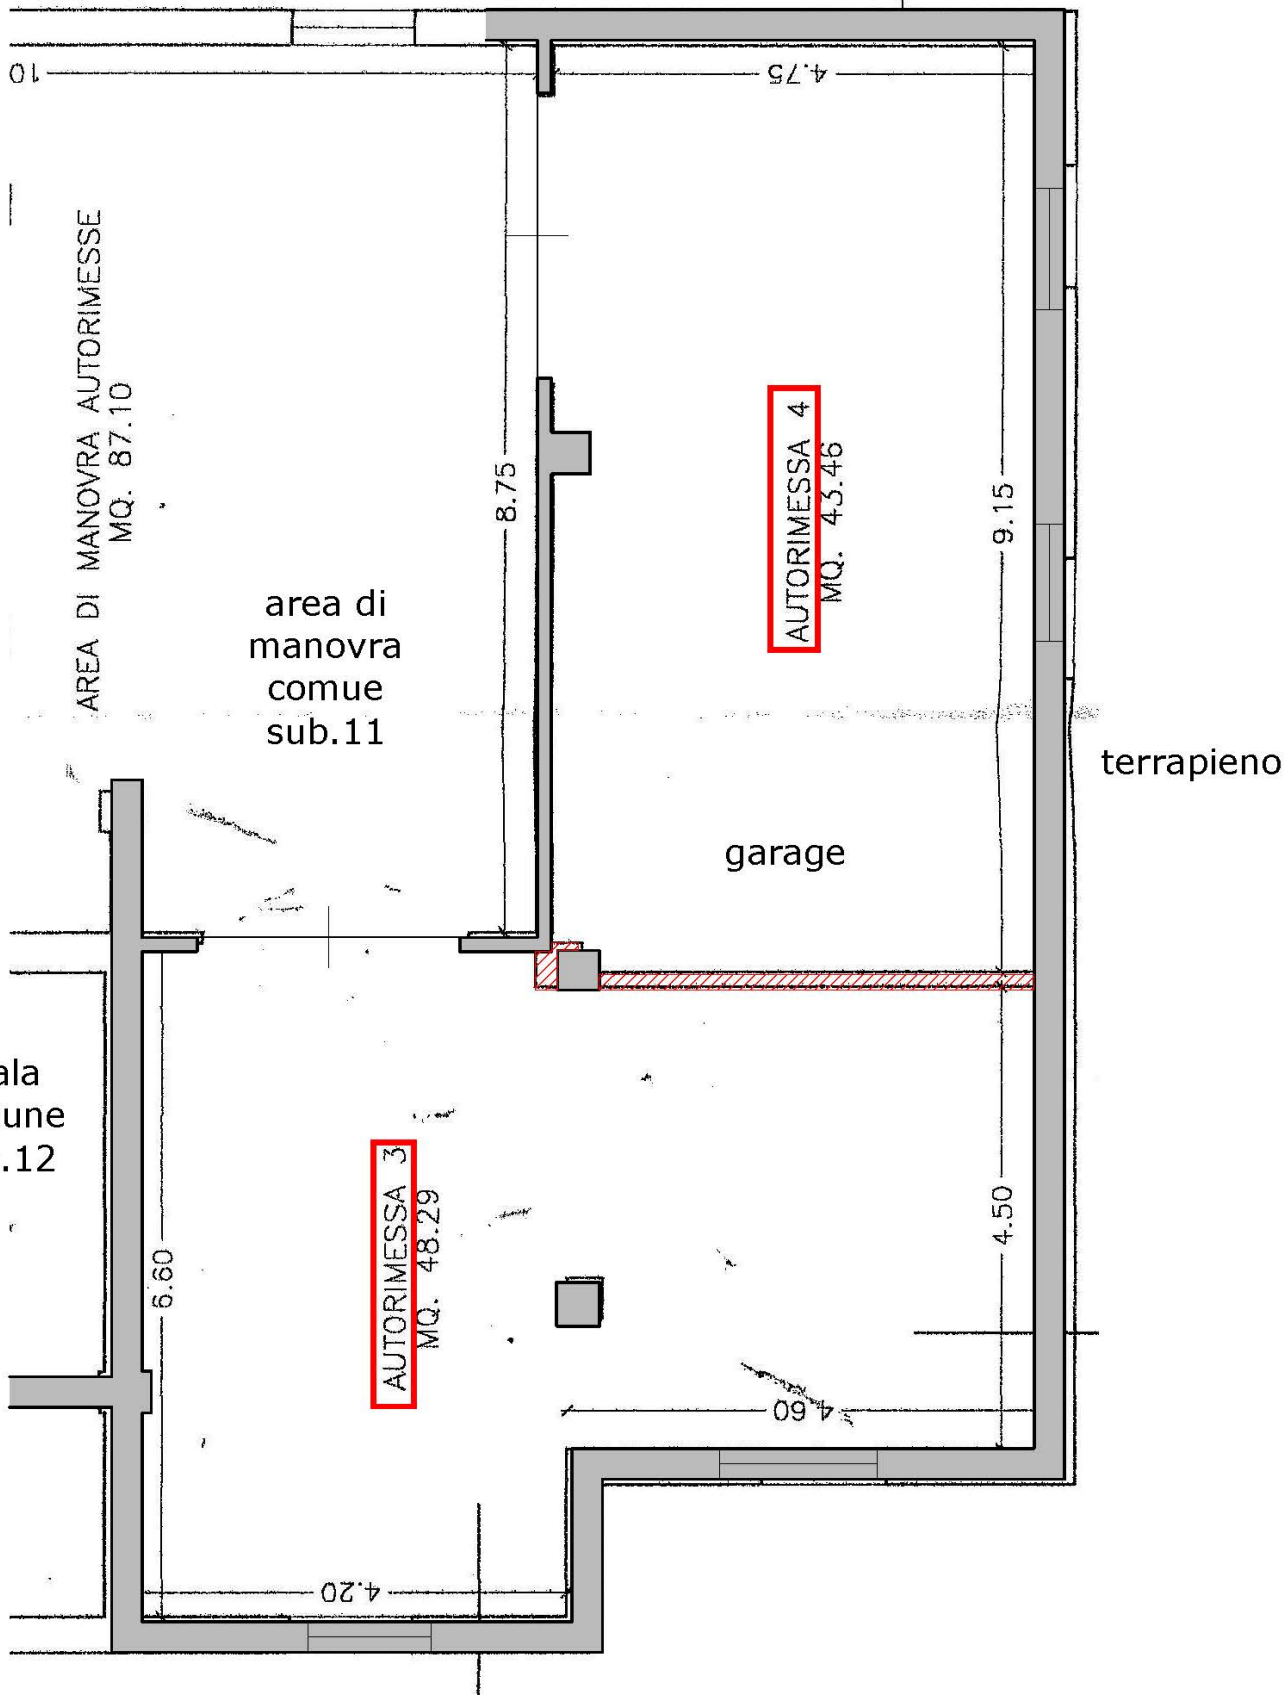 10
4.75
AREA DI MANOVRA AUTORIMESSE
MQ. 87.10
8.75
AUTORIMESSA 4
MQ. 43.46
9.15
area di
manovra
comue
sub.11
terrapieno
garage
ala
une
.12
AUTORIMESSA 3
MQ. 48.29
6.60
4.50
4.60
4.20